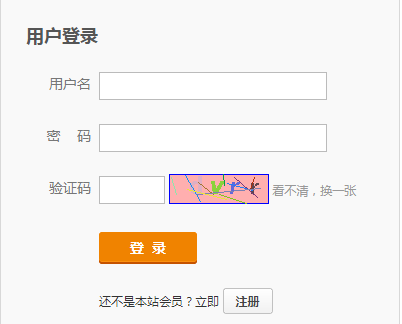 用户登录
用户名
密 码
验证码 看不清，换一张
登 录
还不是本站会员？立即 注册